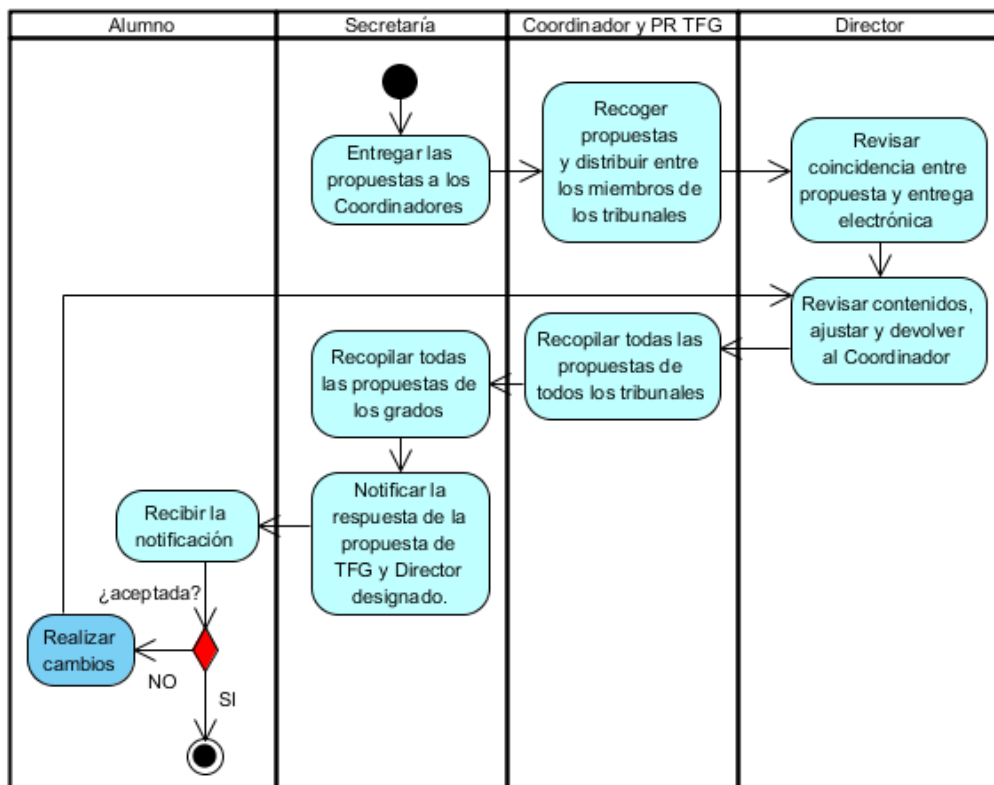 Alumno
Secretaría
Coordinador y PR TFG
Director
Entregar las
propuestas a los
Coordinadores
Recoger
propuestas
y distribuir entre
los miembros de
los tribunales
Revisar
coincidencia entre
propuesta y entrega
electrónica
Revisar contenidos,
ajustar y devolver
al Coordinador
Recopilar todas las
propuestas de
todos los tribunales
Recopilar todas
las propuestas de
los grados
Notificar la
respuesta de la
propuesta de
TFG y Director
designado.
Recibir la
notificación
¿aceptada?
Realizar
cambios
NO
SI